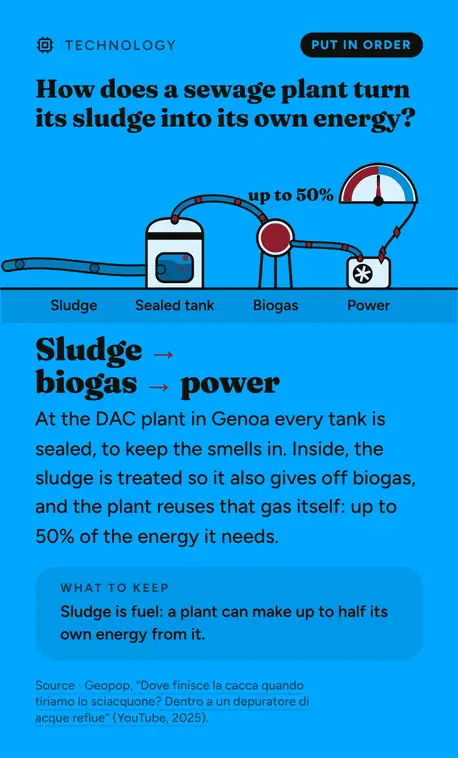 TECHNOLOGY
PUT IN ORDER
How does a sewage plant turn
its sludge into its own energy?
up to 50%
Sludge
Sealed tank
Biogas
Power
Sludge →
biogas → power
At the DAC plant in Genoa every tank is
sealed, to keep the smells in. Inside, the
sludge is treated so it also gives off biogas,
and the plant reuses that gas itself: up to
50% of the energy it needs.
WHAT TO KEEP
Sludge is fuel: a plant can make up to half its
own energy from it.
Source · Geopop, “Dove finisce la cacca quando
tiriamo lo sciacquone? Dentro a un depuratore di
acque reflue” (YouTube, 2025).